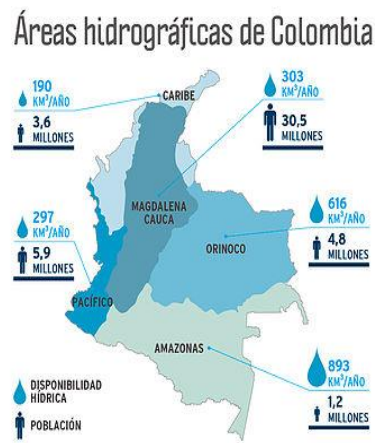 Áreas hidrográficas de Colombia
190
KM³/AÑO
3,6
MILLONES
CARIBE
303
KM³/AÑO
30,5
MILLONES
297
KM³/AÑO
5,9
MILLONES
MAGDALENA
CAUCA
616
KM³/AÑO
4,8
MILLONES
ORINOCO
PACÍFICO
AMAZONAS
893
KM³/AÑO
1,2
MILLONES
DISPONIBILIDAD
HÍDRICA
POBLACIÓN